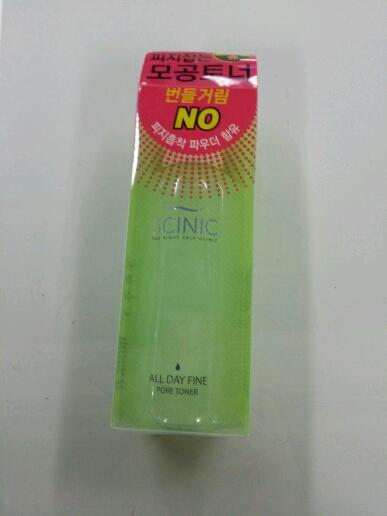 피지잡는
모공토너
번들거림
NO
피지흡착 파우더 함유
SCINIC
THE RIGHT SELF-CLINIC
ALL DAY FINE
PORE TONER